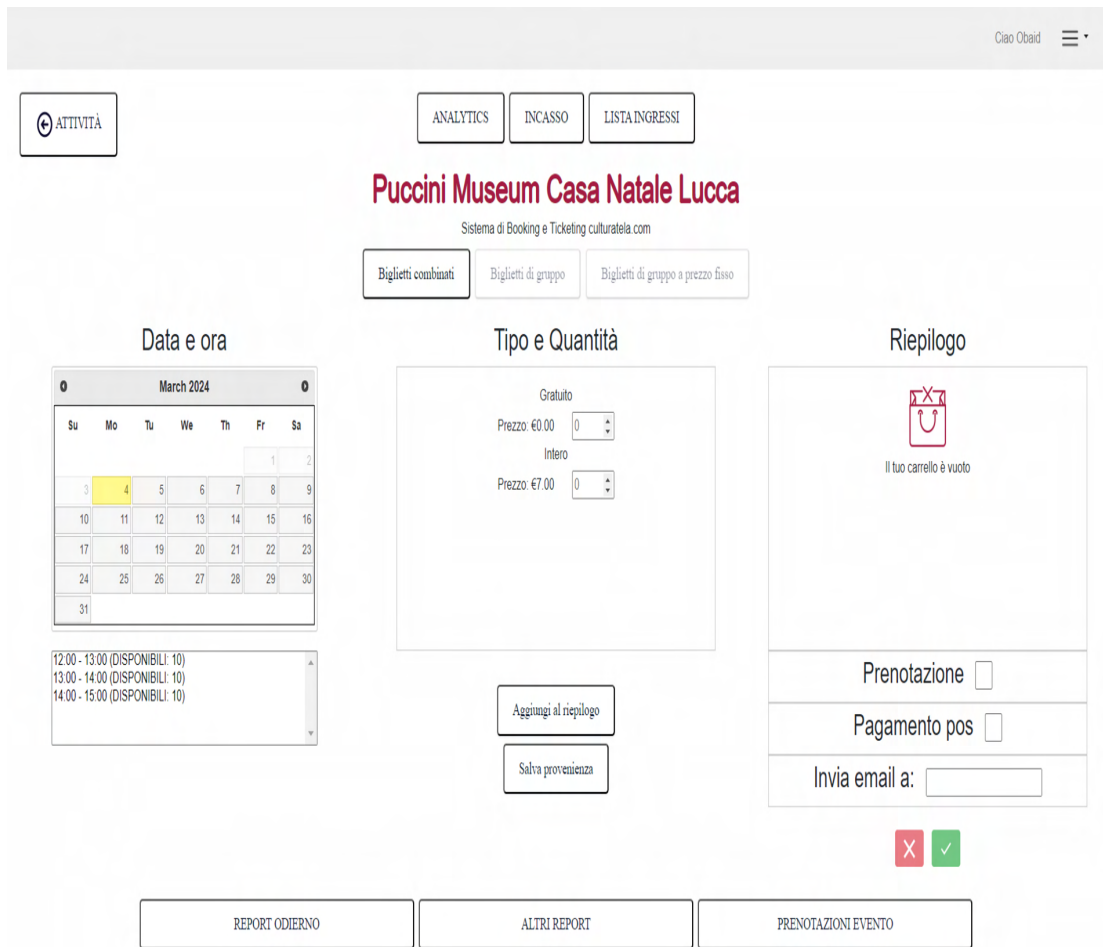 Ciao Obaid
ATTIVITÀ
ANALYTICS INCASSO LISTA INGRESSI
Puccini Museum Casa Natale Lucca
Sistema di Booking e Ticketing culturatela.com
Biglietti combinati Biglietti di gruppo Biglietti di gruppo a prezzo fisso
Data e ora
March 2024
Su Mo Tu We Th Fr Sa
1 2
3 4 5 6 7 8 9
10 11 12 13 14 15 16
17 18 19 20 21 22 23
24 25 26 27 28 29 30
31
12:00 - 13:00 (DISPONIBILI: 10)
13:00 - 14:00 (DISPONIBILI: 10)
14:00 - 15:00 (DISPONIBILI: 10)
Tipo e Quantità
Gratuito
Prezzo: €0.00 0
Intero
Prezzo: €7.00 0
Aggiungi al riepilogo
Salva provenienza
Riepilogo
Il tuo carrello è vuoto
Prenotazione
Pagamento pos
Invia email a:
REPORT ODIERNO ALTRI REPORT PRENOTAZIONI EVENTO